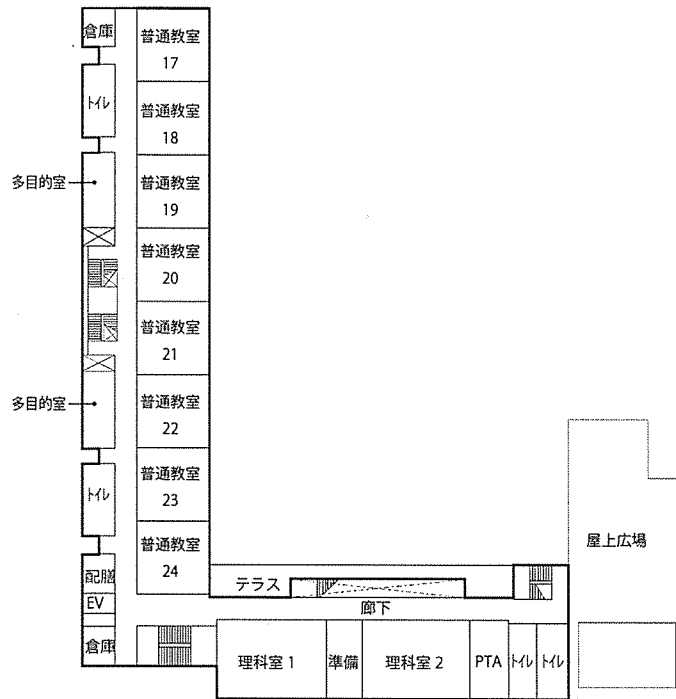 倉庫
普通教室
17
トイレ
普通教室
18
多目的室
普通教室
19
普通教室
20
普通教室
21
多目的室
普通教室
22
トイレ
普通教室
23
普通教室
24
屋上広場
配膳
テラス
EV
廊下
倉庫
理科室 1
準備
理科室 2
PTA
トイレ
トイレ